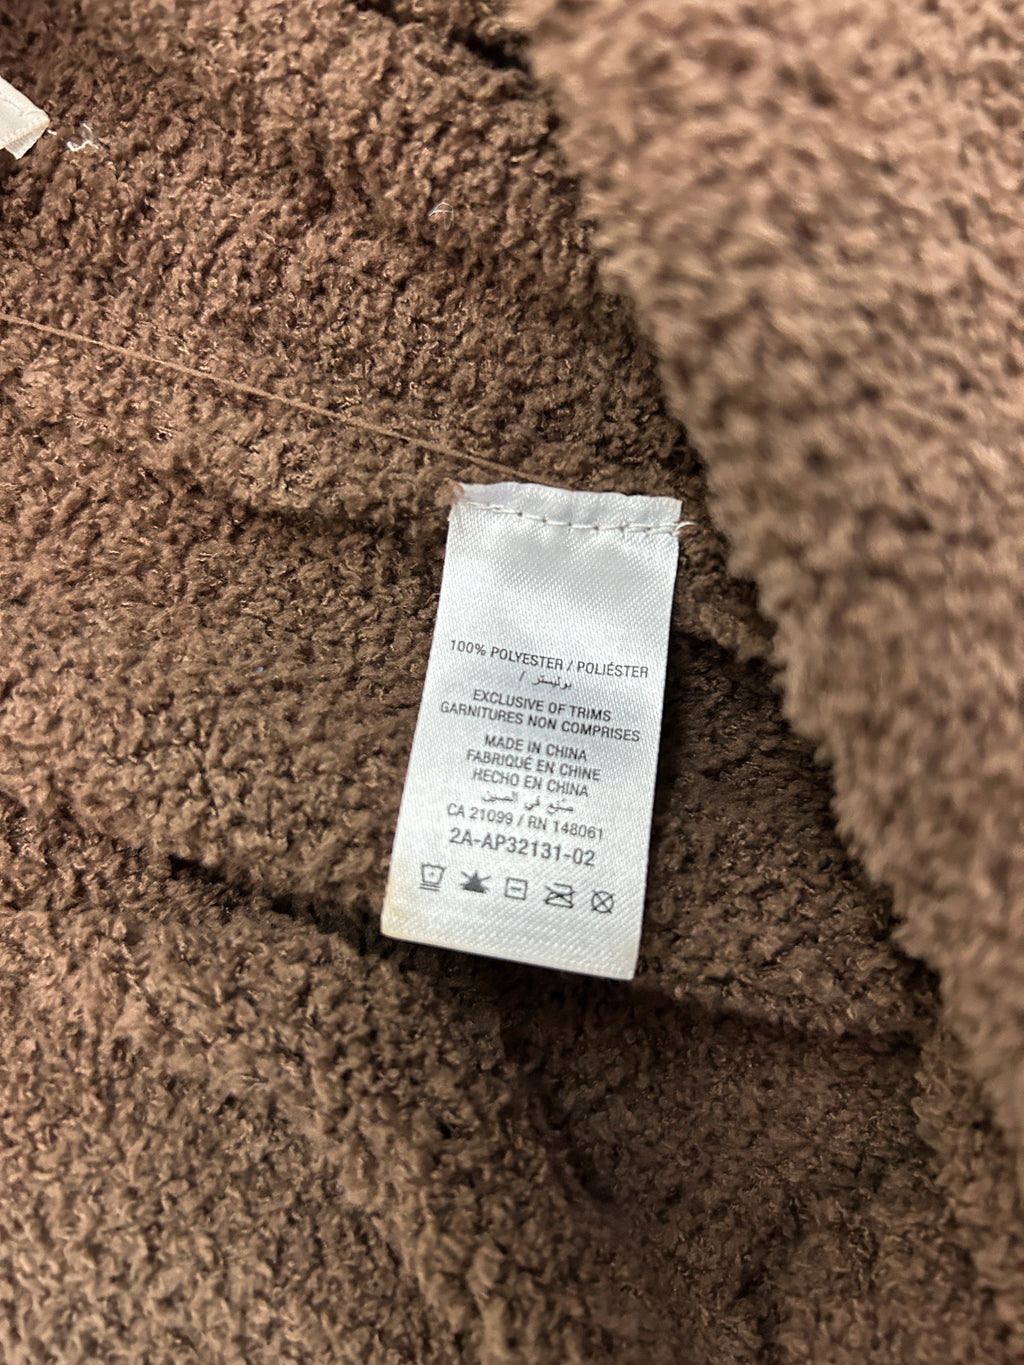 100% POLYESTER / POLIÉSTER
/ بوليستر
EXCLUSIVE OF TRIMS
GARNITURES NON COMPRISES
MADE IN CHINA
FABRIQUÉ EN CHINE
HECHO EN CHINA
صنع في الصين
CA 21099 / RN 148061
2A-AP32131-02